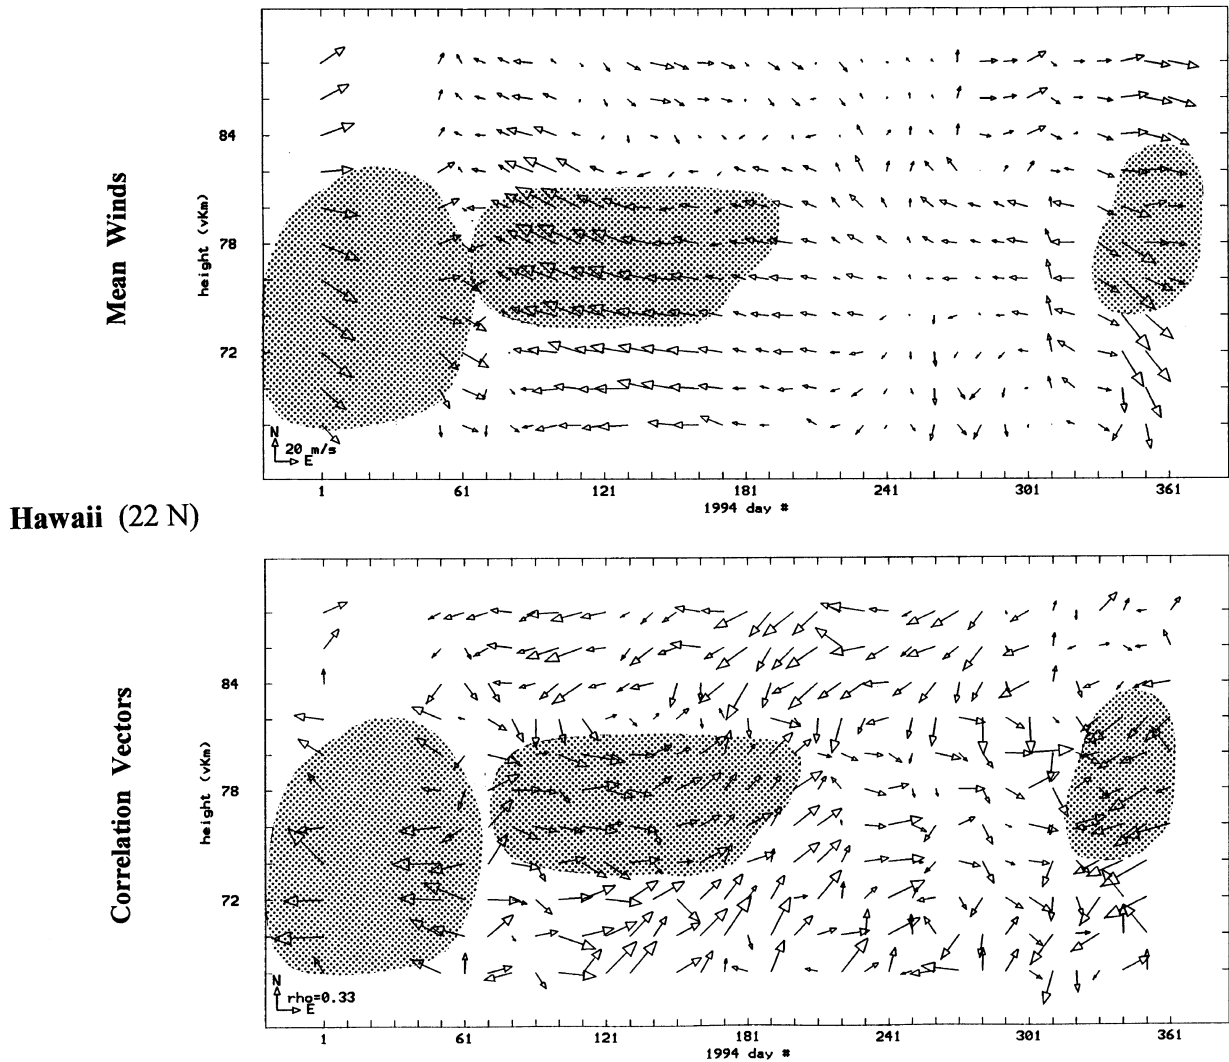 Mean Winds
height (vKm)
84
78
72
N
20 m/s
E
1 61 121 181 241 301 361
1994 day #
Hawaii (22 N)
Correlation Vectors
height (vKm)
84
78
72
N
rho=0.33
E
1 61 121 181 241 301 361
1994 day #